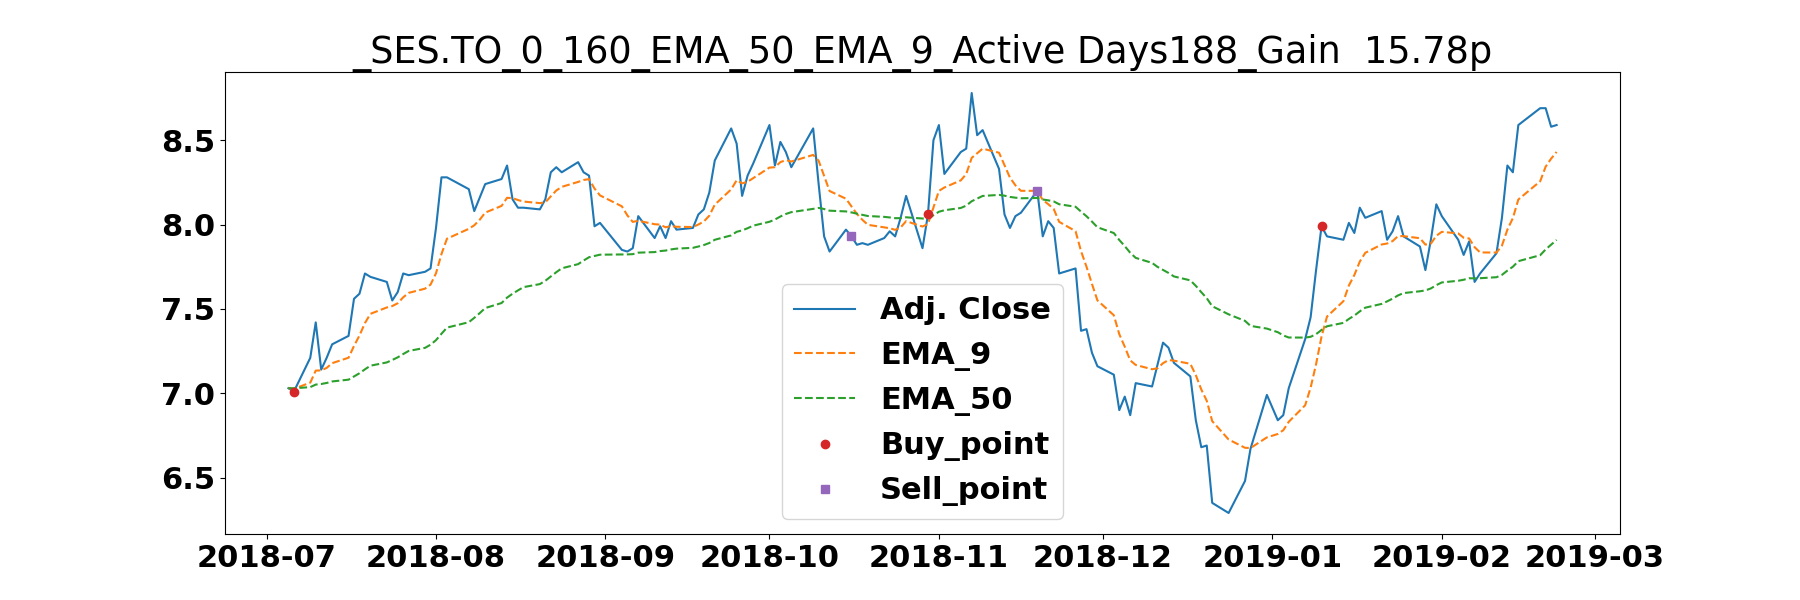 _SES.TO_0_160_EMA_50_EMA_9_Active Days188_Gain  15.78p
8.5
8.0
7.5
7.0
6.5
Adj. Close
EMA_9
EMA_50
Buy_point
Sell_point
2018-07 2018-08 2018-09 2018-10 2018-11 2018-12 2019-01 2019-02 2019-03